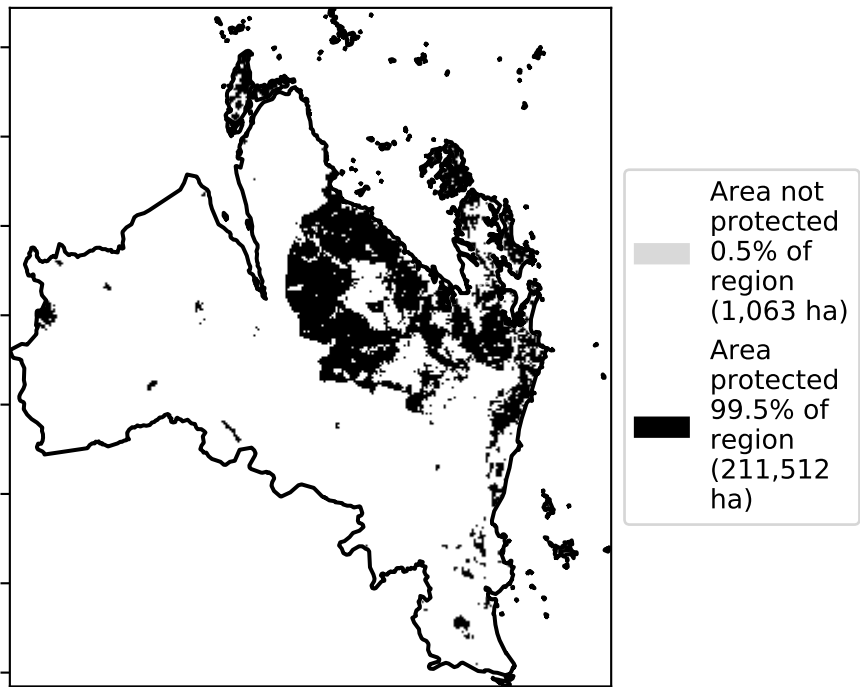 Area not
protected
0.5% of
region
(1,063 ha)
Area
protected
99.5% of
region
(211,512
ha)